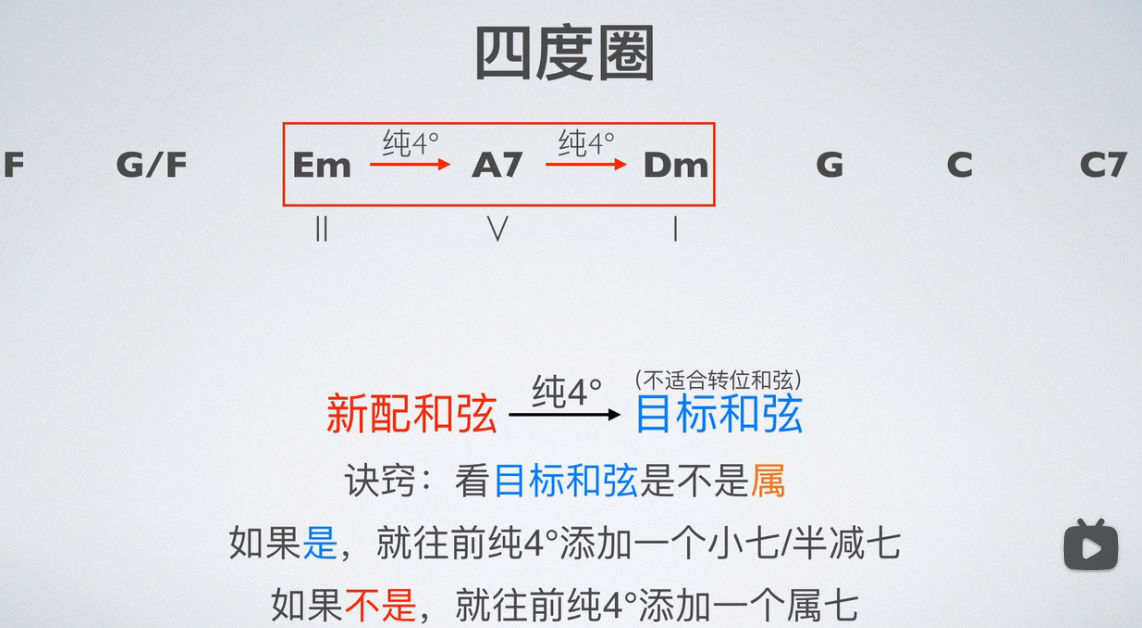 四度圈
纯4° 纯4°
F G/F Em A7 Dm G C C7
II V I
(不适合转位和弦)
纯4°
新配和弦 目标和弦
诀窍：看目标和弦是不是属
如果是，就往前纯4°添加一个小七/半减七
如果不是，就往前纯4°添加一个属七